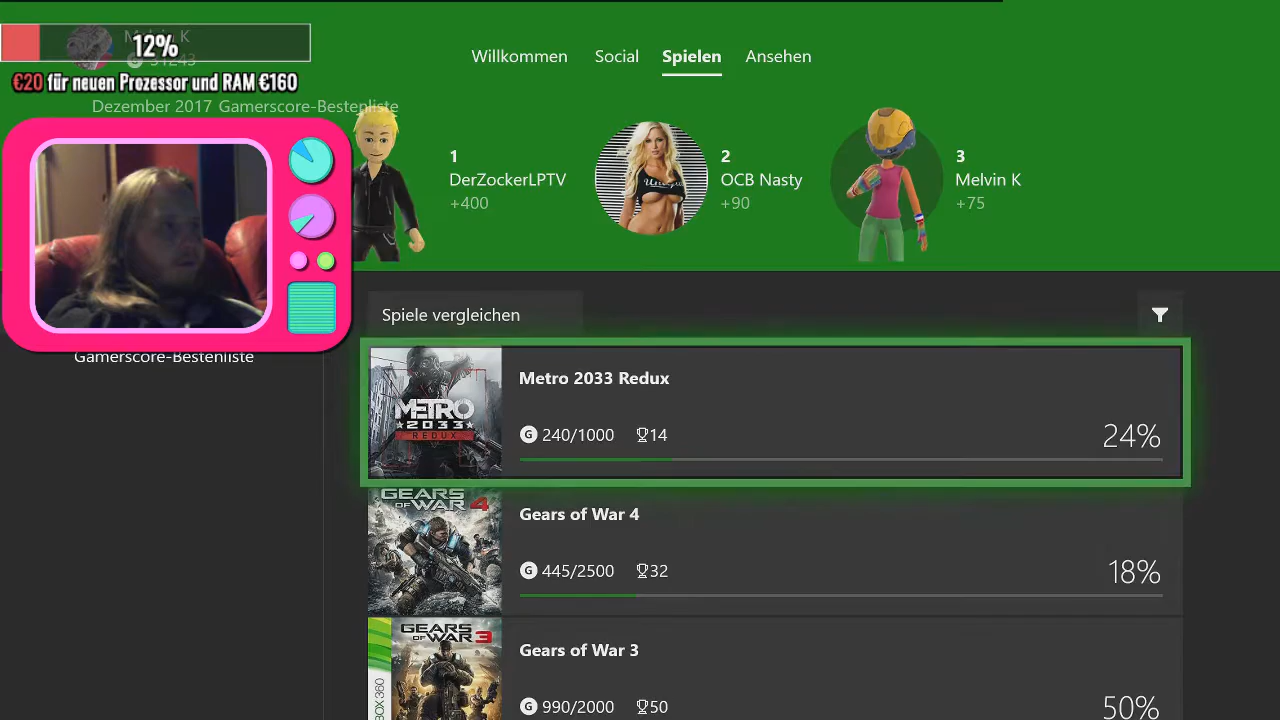 Willkommen Social Spielen Ansehen
Melvin K
12%
31243
€20 für neuen Prozessor und RAM €160
Dezember 2017 Gamerscore-Bestenliste
1
DerZockerLPTV
+400
2
OCB Nasty
+90
3
Melvin K
+75
Gamerscore-Bestenliste
Spiele vergleichen
METRO
2033
REDUX
Metro 2033 Redux
G 240/1000 14
24%
GEARS
OF WAR 4
Gears of War 4
G 445/2500 32
18%
GEARS
OF WAR 3
XBOX 360
Gears of War 3
G 990/2000 50
50%